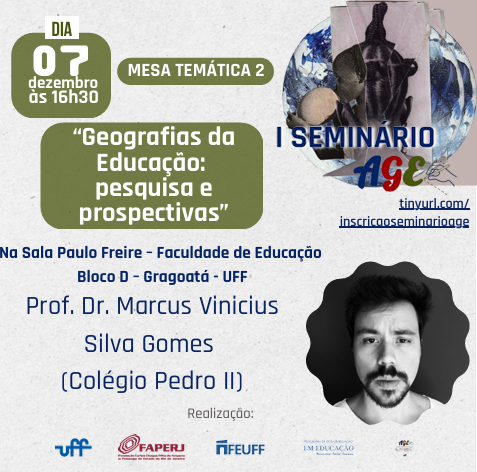 DIA
07
dezembro
às 16h30
MESA TEMÁTICA 2
I SEMINÁRIO
AGE
tinyurl.com/
inscricaoseminarioage
“Geografias da
Educação:
pesquisa e
prospectivas”
Na Sala Paulo Freire – Faculdade de Educação
Bloco D – Gragoatá - UFF
Prof. Dr. Marcus Vinicius
Silva Gomes
(Colégio Pedro II)
Realização:
uff
FAPERJ
FEUFF
EM EDUCAÇÃO
AGE